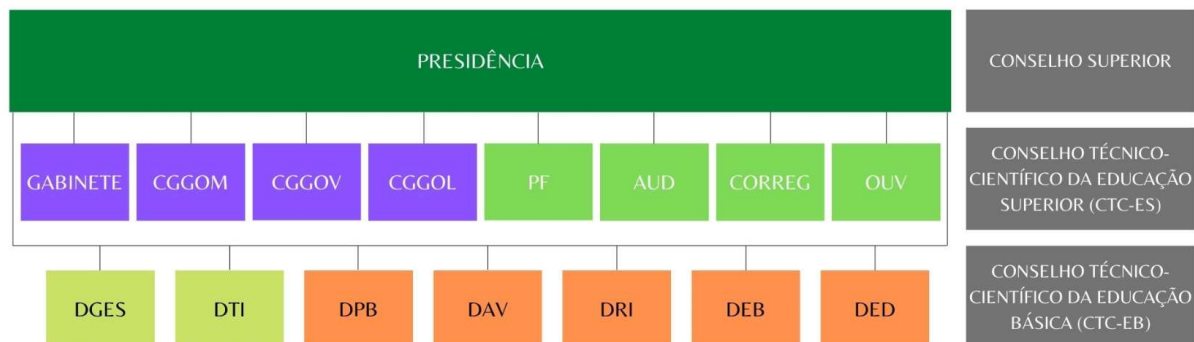 PRESIDÊNCIA
CONSELHO SUPERIOR
GABINETE
CGGOM
CGGOV
CGGOL
PF
AUD
CORREG
OUV
CONSELHO TÉCNICO-
CIENTÍFICO DA EDUCAÇÃO
SUPERIOR (CTC-ES)
DGES
DTI
DPB
DAV
DRI
DEB
DED
CONSELHO TÉCNICO-
CIENTÍFICO DA EDUCAÇÃO
BÁSICA (CTC-EB)